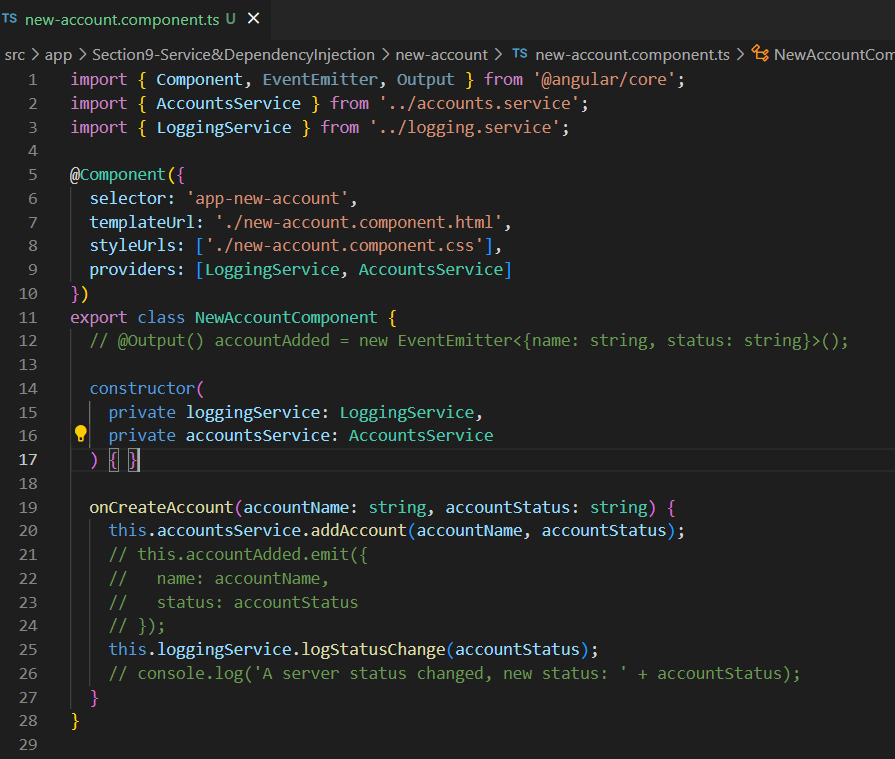 TS new-account.component.ts U ×
src > app > Section9-Service&DependencyInjection > new-account > TS new-account.component.ts > NewAccountCom
1 import { Component, EventEmitter, Output } from '@angular/core';
2 import { AccountsService } from '../accounts.service';
3 import { LoggingService } from '../logging.service';
4
5 @Component({
6   selector: 'app-new-account',
7   templateUrl: './new-account.component.html',
8   styleUrls: ['./new-account.component.css'],
9   providers: [LoggingService, AccountsService]
10 })
11 export class NewAccountComponent {
12   // @Output() accountAdded = new EventEmitter<{name: string, status: string}>();
13
14   constructor(
15     private loggingService: LoggingService,
16     private accountsService: AccountsService
17   ) { }
18
19   onCreateAccount(accountName: string, accountStatus: string) {
20     this.accountsService.addAccount(accountName, accountStatus);
21     // this.accountAdded.emit({
22     //   name: accountName,
23     //   status: accountStatus
24     // });
25     this.loggingService.logStatusChange(accountStatus);
26     // console.log('A server status changed, new status: ' + accountStatus);
27   }
28 }
29